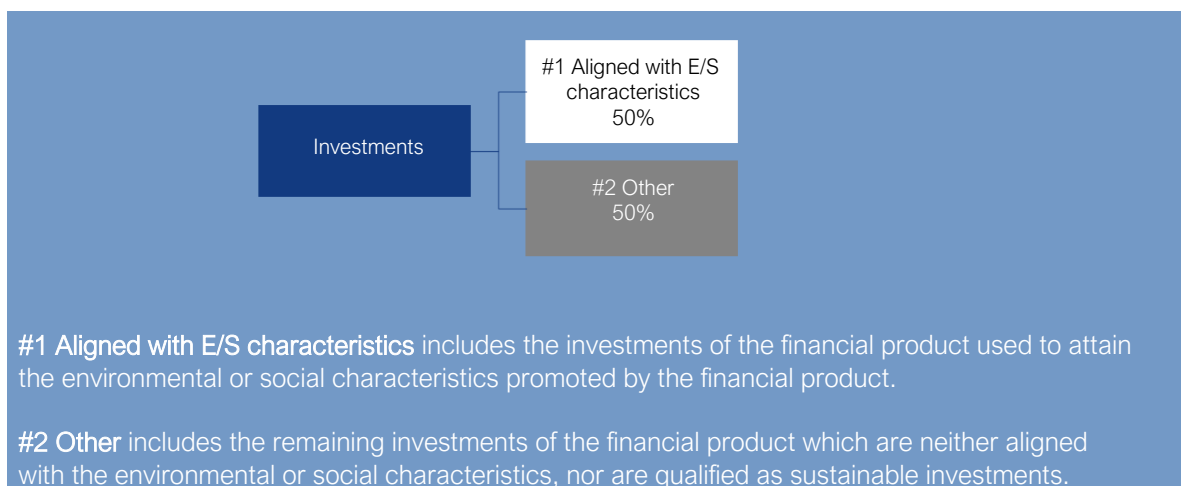 #1 Aligned with E/S
characteristics
50%
Investments
#2 Other
50%
#1 Aligned with E/S characteristics includes the investments of the financial product used to attain
the environmental or social characteristics promoted by the financial product.
#2 Other includes the remaining investments of the financial product which are neither aligned
with the environmental or social characteristics, nor are qualified as sustainable investments.